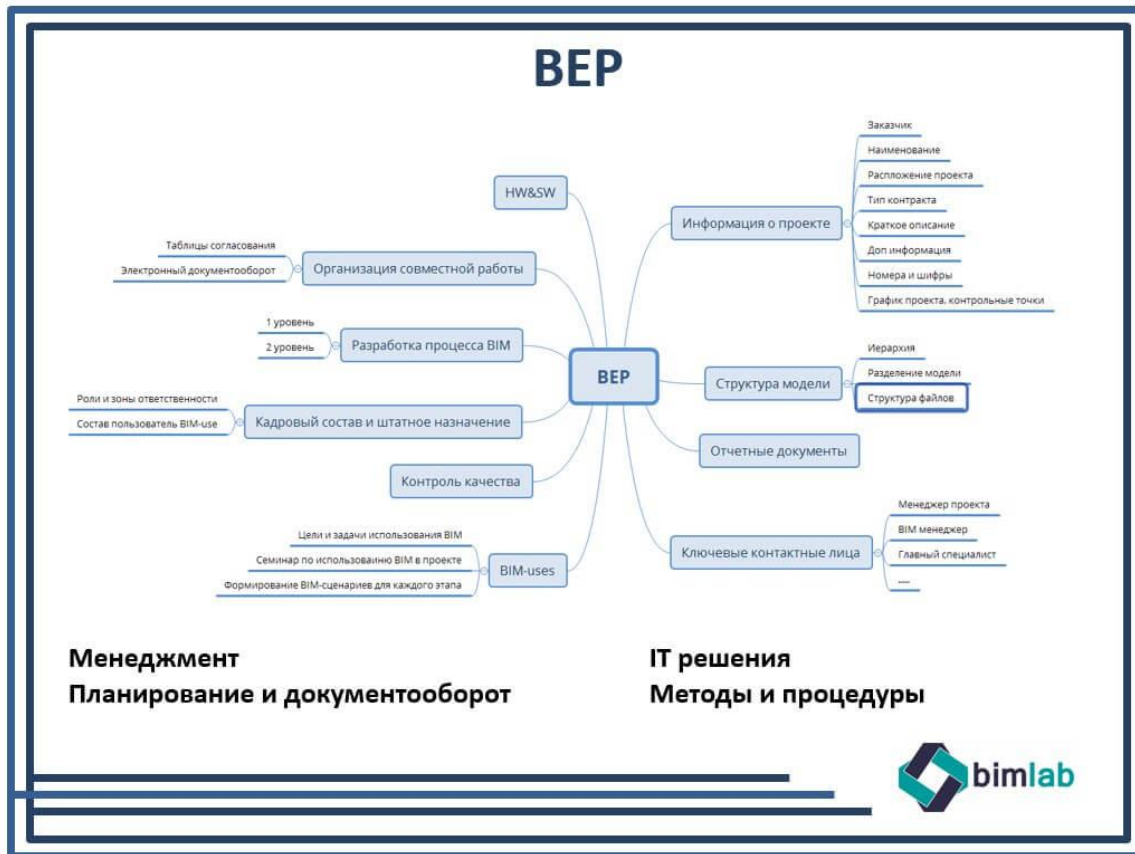 BEP
HW&SW
Таблицы согласования
Электронный документооборот
Организация совместной работы
1 уровень
2 уровень
Разработка процесса BIM
Роли и зоны ответственности
Состав пользователь BIM-use
Кадровый состав и штатное назначение
Контроль качества
Цели и задачи использования BIM
Семинар по использоваиню BIM в проекте
Формирование BIM-сценариев для каждого этапа
BIM-uses
BEP
Информация о проекте
Заказчик
Наименование
Распложение проекта
Тип контракта
Краткое описание
Доп информация
Номера и шифры
График проекта, контрольные точки
Структура модели
Иерархия
Разделение модели
Структура файлов
Отчетные документы
Ключевые контактные лица
Менеджер проекта
BIM менеджер
Главный специалист
.....
Менеджмент
Планирование и документооборот
IT решения
Методы и процедуры
bimlab